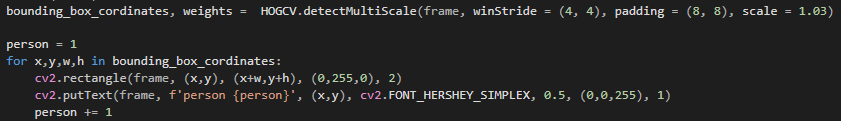 bounding_box_cordinates, weights =  HOGCV.detectMultiScale(frame, winStride = (4, 4), padding = (8, 8), scale = 1.03)
person = 1
for x,y,w,h in bounding_box_cordinates:
    cv2.rectangle(frame, (x,y), (x+w,y+h), (0,255,0), 2)
    cv2.putText(frame, f'person {person}', (x,y), cv2.FONT_HERSHEY_SIMPLEX, 0.5, (0,0,255), 1)
    person += 1